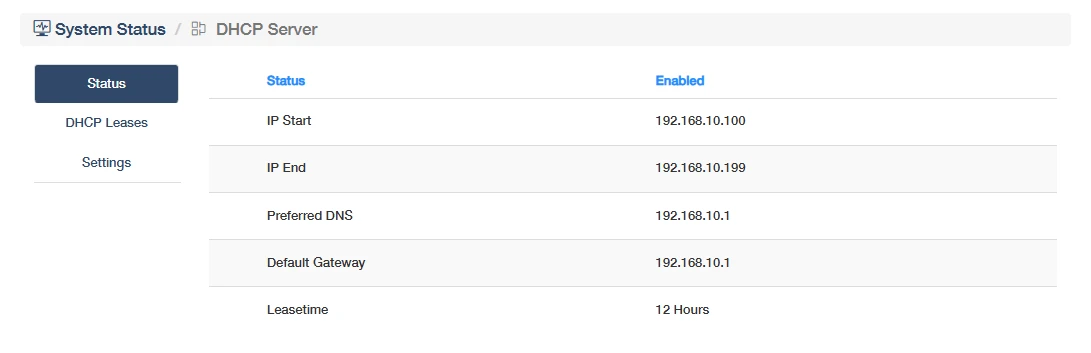 System Status / DHCP Server
Status
DHCP Leases
Settings
Status Enabled
IP Start 192.168.10.100
IP End 192.168.10.199
Preferred DNS 192.168.10.1
Default Gateway 192.168.10.1
Leasetime 12 Hours